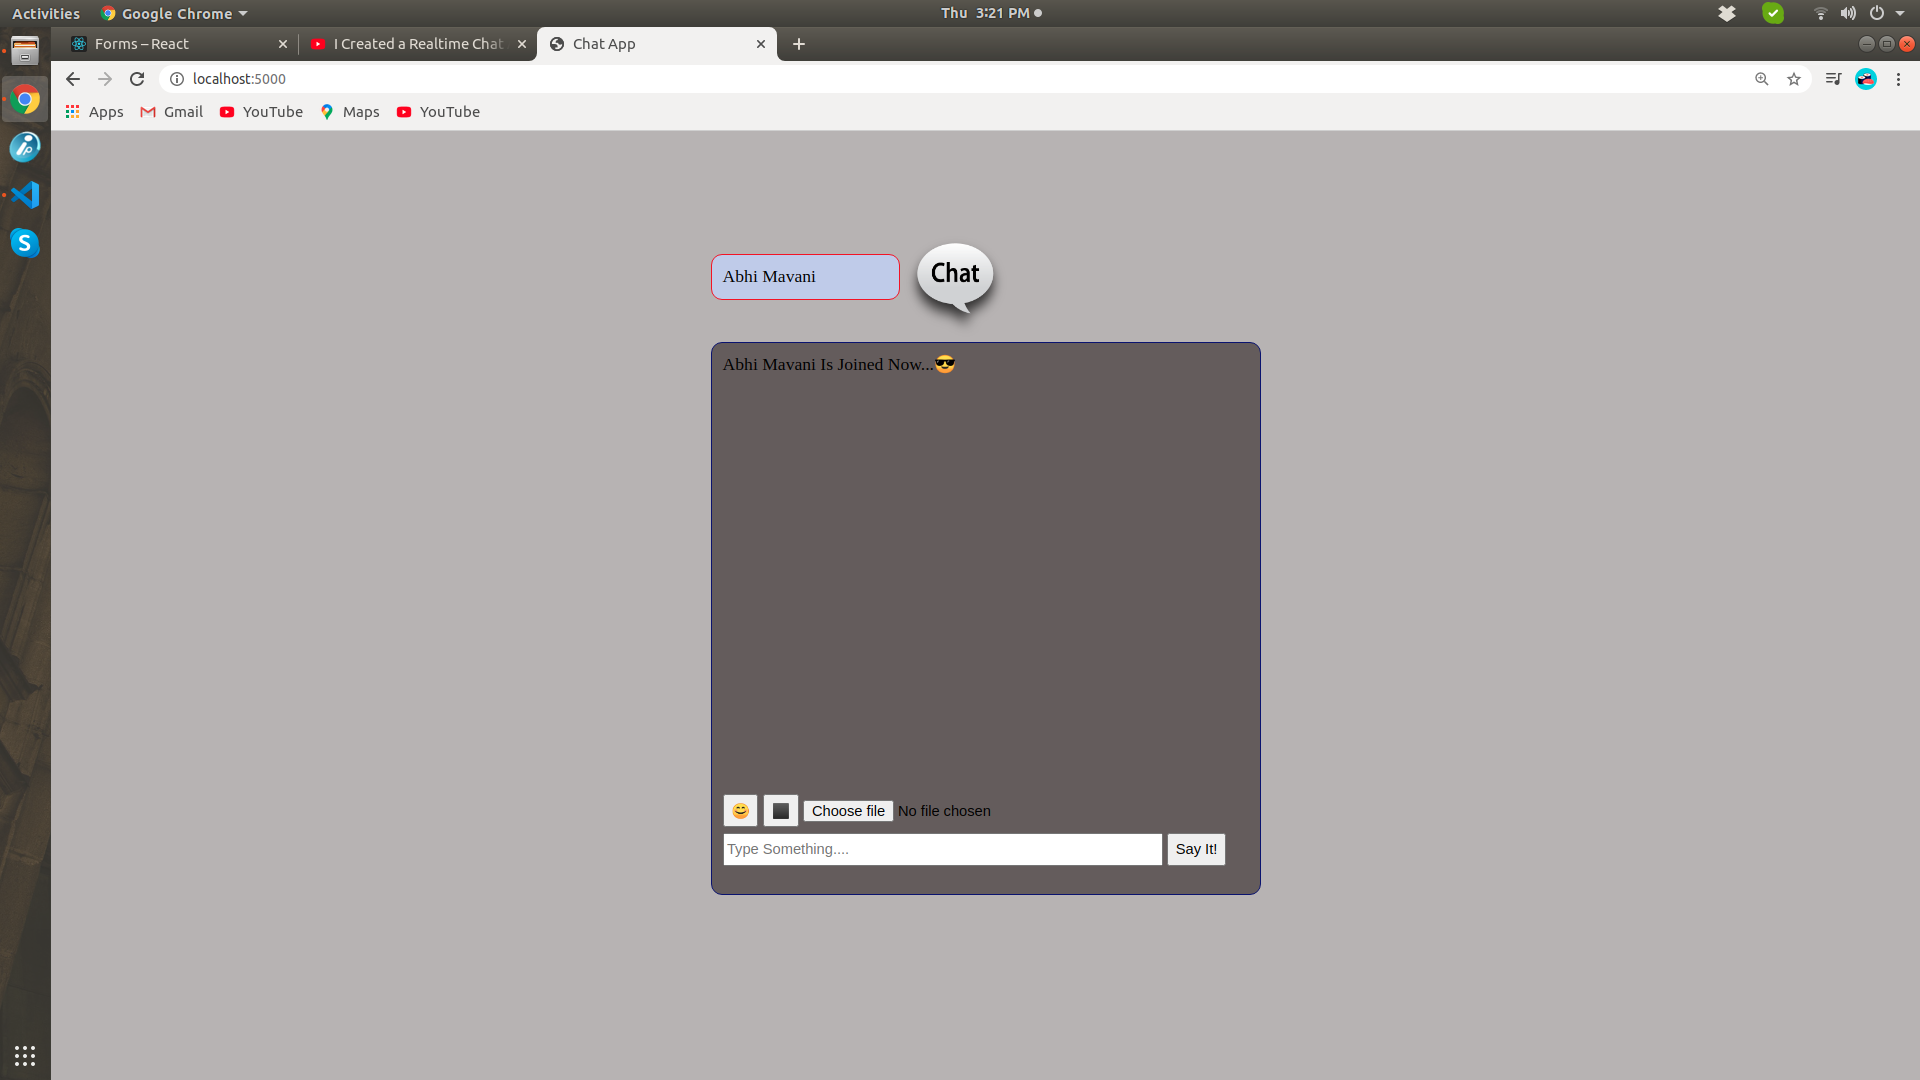 Activities
Google Chrome
Thu 3:21 PM
Forms – React
I Created a Realtime Chat
Chat App
localhost:5000
Apps
Gmail
YouTube
Maps
YouTube
Abhi Mavani
Chat
Abhi Mavani Is Joined Now...😎
Choose file
No file chosen
Type Something....
Say It!